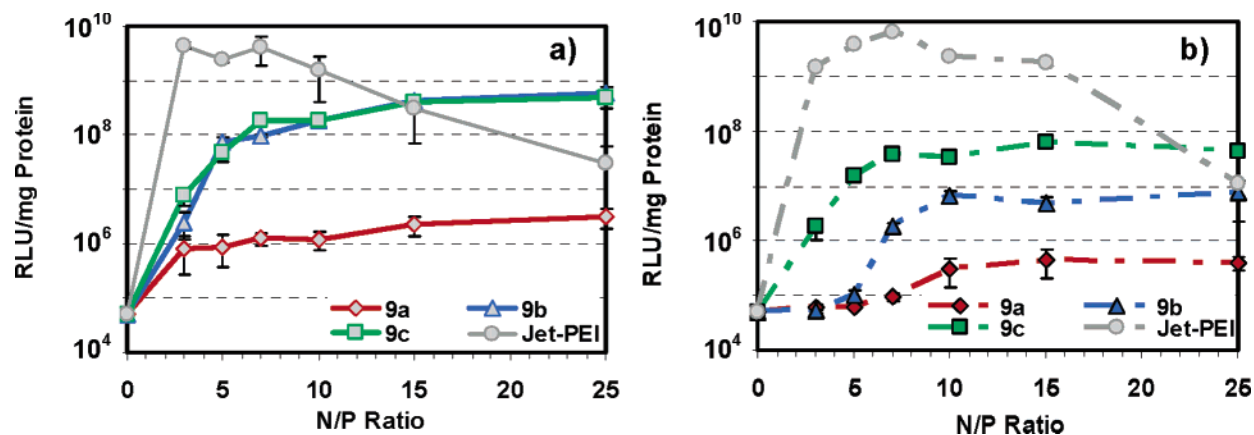 a)
RLU/mg Protein
10^10
10^8
10^6
10^4
9a
9b
9c
Jet-PEI
0 5 10 15 20 25
N/P Ratio
b)
RLU/mg Protein
10^10
10^8
10^6
10^4
9a
9b
9c
Jet-PEI
0 5 10 15 20 25
N/P Ratio